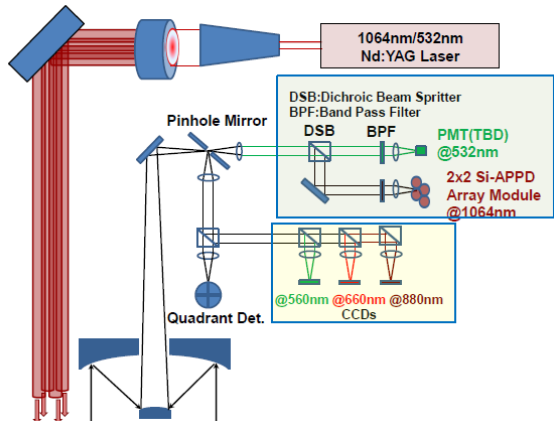 1064nm/532nm
Nd:YAG Laser
DSB:Dichroic Beam Spritter
BPF:Band Pass Filter
Pinhole Mirror
DSB
BPF
PMT(TBD)
@532nm
2x2 Si-APPD
Array Module
@1064nm
@560nm
@660nm
@880nm
CCDs
Quadrant Det.